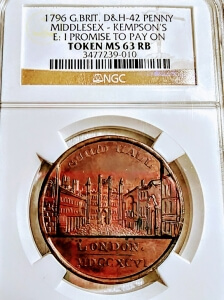 1796 G.BRIT. D&H-42 PENNY
MIDDLESEX - KEMPSON'S
E: I PROMISE TO PAY ON
TOKEN MS 63 RB
3477239-010
NGC
LONDON.
MDCCXCVI